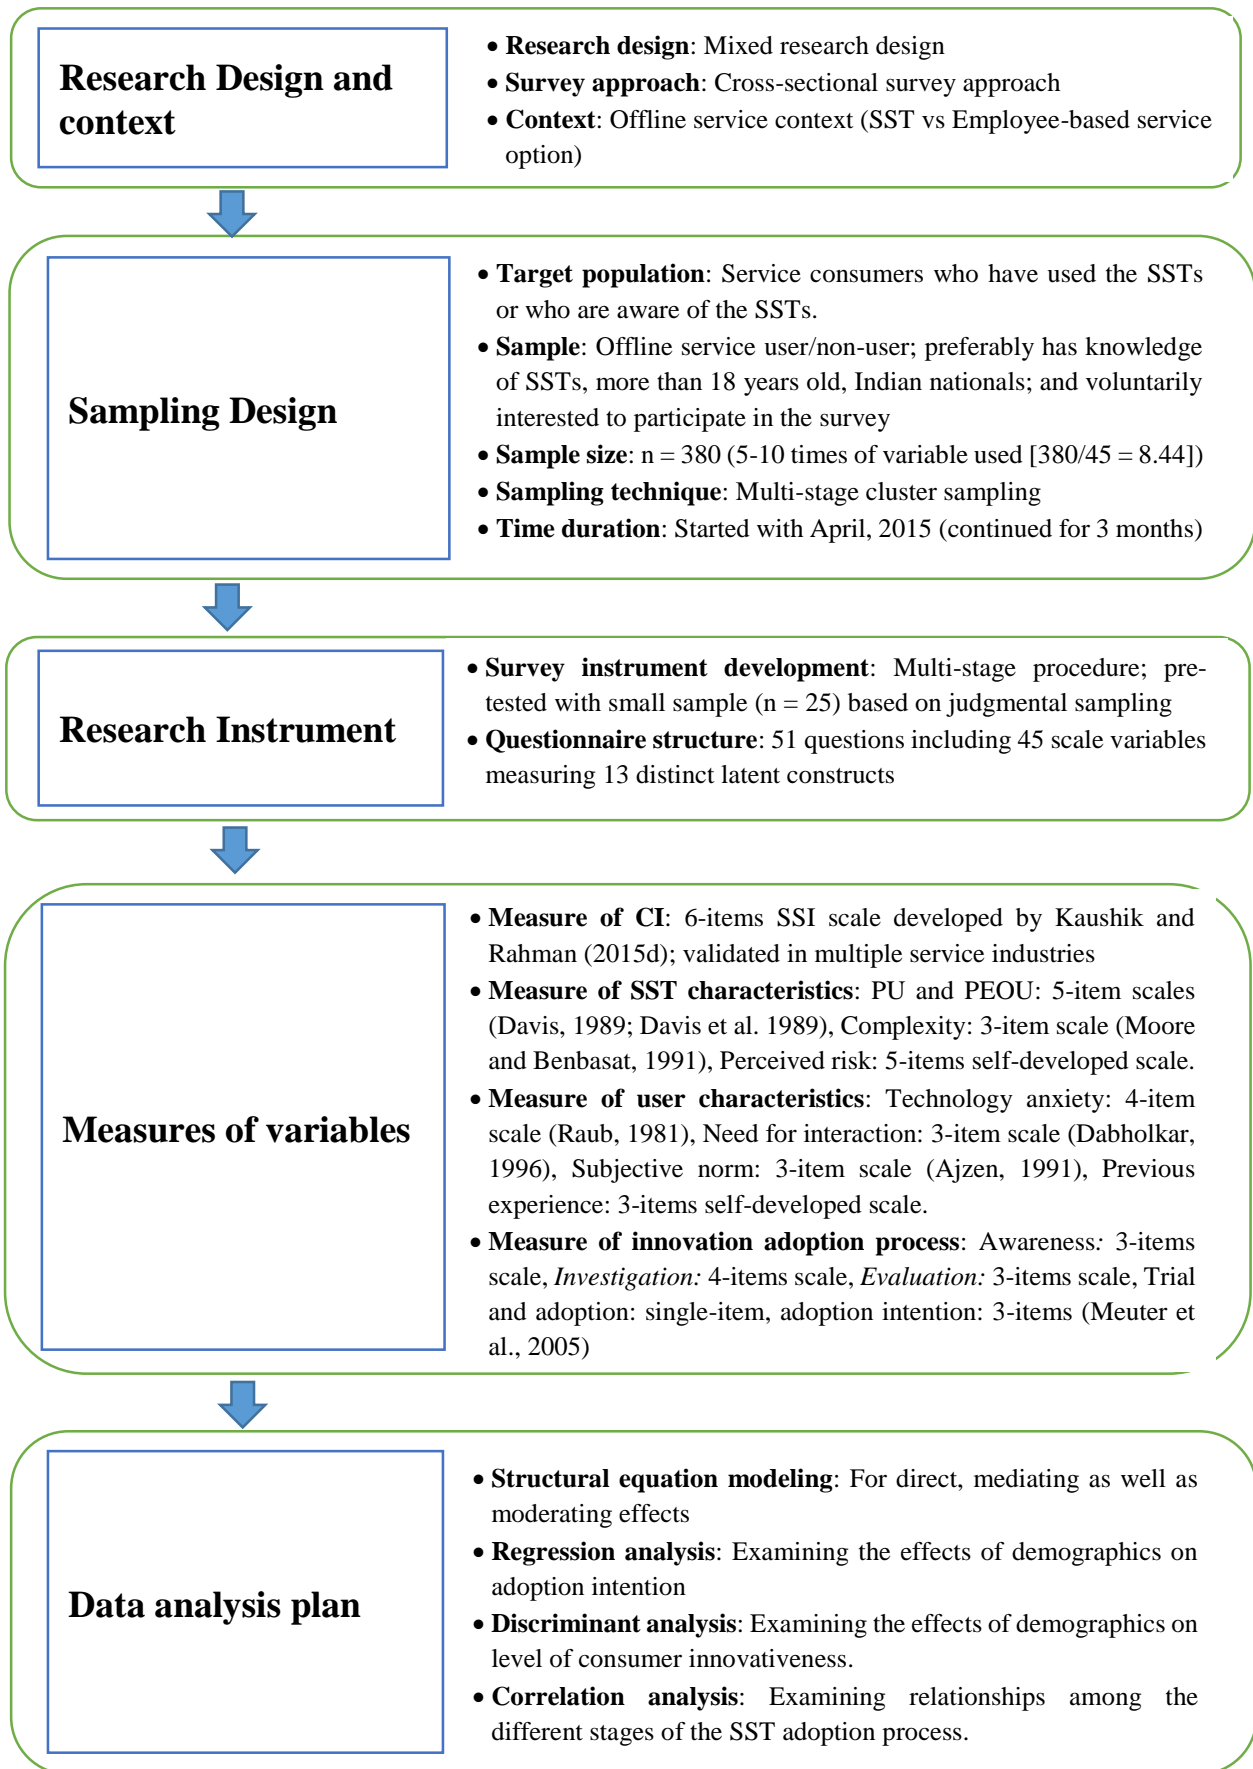 Research Design and
context
• Research design: Mixed research design
• Survey approach: Cross-sectional survey approach
• Context: Offline service context (SST vs Employee-based service
option)
Sampling Design
• Target population: Service consumers who have used the SSTs
or who are aware of the SSTs.
• Sample: Offline service user/non-user; preferably has knowledge
of SSTs, more than 18 years old, Indian nationals; and voluntarily
interested to participate in the survey
• Sample size: n = 380 (5-10 times of variable used [380/45 = 8.44])
• Sampling technique: Multi-stage cluster sampling
• Time duration: Started with April, 2015 (continued for 3 months)
Research Instrument
• Survey instrument development: Multi-stage procedure; pre-
tested with small sample (n = 25) based on judgmental sampling
• Questionnaire structure: 51 questions including 45 scale variables
measuring 13 distinct latent constructs
Measures of variables
• Measure of CI: 6-items SSI scale developed by Kaushik and
Rahman (2015d); validated in multiple service industries
• Measure of SST characteristics: PU and PEOU: 5-item scales
(Davis, 1989; Davis et al. 1989), Complexity: 3-item scale (Moore
and Benbasat, 1991), Perceived risk: 5-items self-developed scale.
• Measure of user characteristics: Technology anxiety: 4-item
scale (Raub, 1981), Need for interaction: 3-item scale (Dabholkar,
1996), Subjective norm: 3-item scale (Ajzen, 1991), Previous
experience: 3-items self-developed scale.
• Measure of innovation adoption process: Awareness: 3-items
scale, Investigation: 4-items scale, Evaluation: 3-items scale, Trial
and adoption: single-item, adoption intention: 3-items (Meuter et
al., 2005)
Data analysis plan
• Structural equation modeling: For direct, mediating as well as
moderating effects
• Regression analysis: Examining the effects of demographics on
adoption intention
• Discriminant analysis: Examining the effects of demographics on
level of consumer innovativeness.
• Correlation analysis: Examining relationships among the
different stages of the SST adoption process.